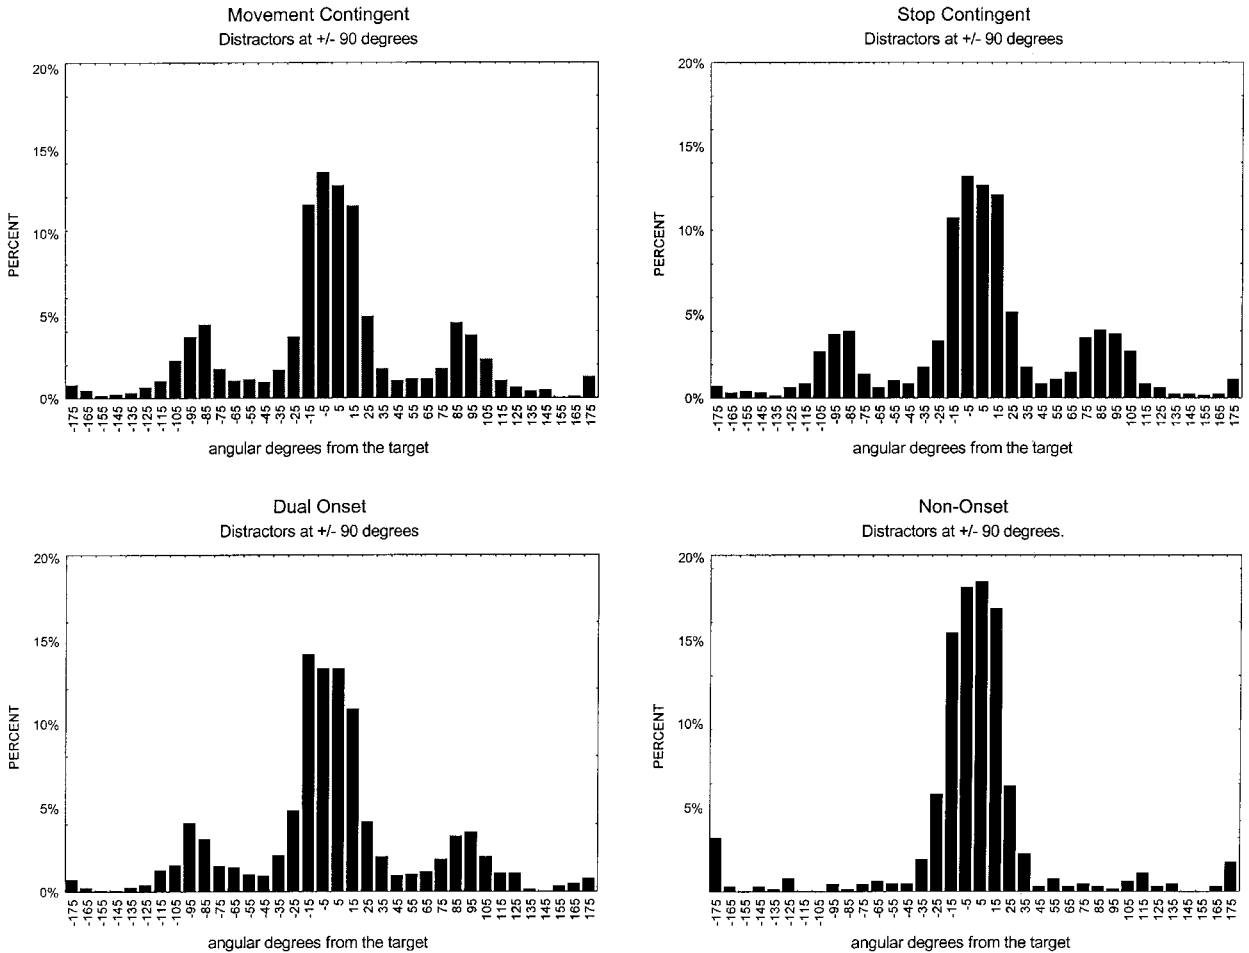 Movement Contingent
Distractors at +/- 90 degrees
20%
15%
10%
5%
0%
PERCENT
-175 -165 -155 -145 -135 -125 -115 -105 -95 -85 -75 -65 -55 -45 -35 -25 -15 -5 5 15 25 35 45 55 65 75 85 95 105 115 125 135 145 155 165 175
angular degrees from the target
Stop Contingent
Distractors at +/- 90 degrees
20%
15%
10%
5%
0%
PERCENT
-175 -165 -155 -145 -135 -125 -115 -105 -95 -85 -75 -65 -55 -45 -35 -25 -15 -5 5 15 25 35 45 55 65 75 85 95 105 115 125 135 145 155 165 175
angular degrees from the target
Dual Onset
Distractors at +/- 90 degrees
20%
15%
10%
5%
0%
PERCENT
-175 -165 -155 -145 -135 -125 -115 -105 -95 -85 -75 -65 -55 -45 -35 -25 -15 -5 5 15 25 35 45 55 65 75 85 95 105 115 125 135 145 155 165 175
angular degrees from the target
Non-Onset
Distractors at +/- 90 degrees.
20%
15%
10%
5%
0%
PERCENT
-175 -165 -155 -145 -135 -125 -115 -105 -95 -85 -75 -65 -55 -45 -35 -25 -15 -5 5 15 25 35 45 55 65 75 85 95 105 115 125 135 145 155 165 175
angular degrees from the target